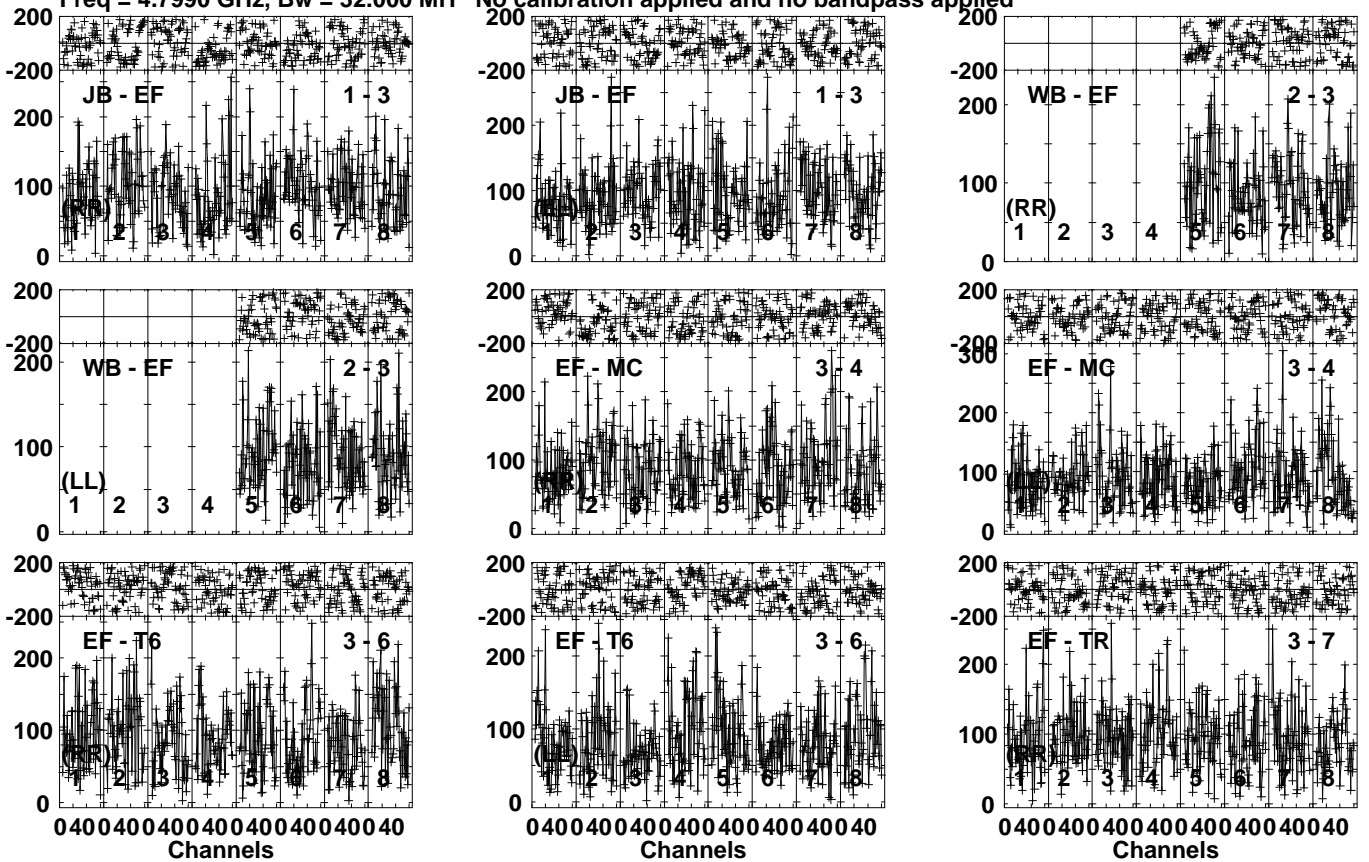 Freq = 4.7990 GHz, Bw = 32.000 MH No calibration applied and no bandpass applied
200 200 200
-200 -200 -200
JB - EF 1 - 3 JB - EF 1 - 3 WB - EF 2 - 3
200 200 200
100 100 100
(RR) (LL) (RR)
1 2 3 4 5 6 7 8 1 2 3 4 5 6 7 8 1 2 3 4 5 6 7 8
0 0 0
200 200 200
-200 -200 -200
300
WB - EF 2 - 3 EF - MC 3 - 4 EF - MC 3 - 4
200 200 200
100 100 100
(LL) (RR) (LL)
1 2 3 4 5 6 7 8 1 2 3 4 5 6 7 8 1 2 3 4 5 6 7 8
0 0 0
200 200 200
-200 -200 -200
EF - T6 3 - 6 EF - T6 3 - 6 EF - TR 3 - 7
200 200 200
100 100 100
(RR) (LL) (RR)
1 2 3 4 5 6 7 8 1 2 3 4 5 6 7 8 1 2 3 4 5 6 7 8
0 0 0
0 40 0 40 0 40 0 40 0 40 0 40 0 40 0 40 0 40 0 40 0 40 0 40 0 40 0 40 0 40 0 40 0 40 0 40 0 40 0 40 0 40 0 40 0 40 0 40
Channels Channels Channels